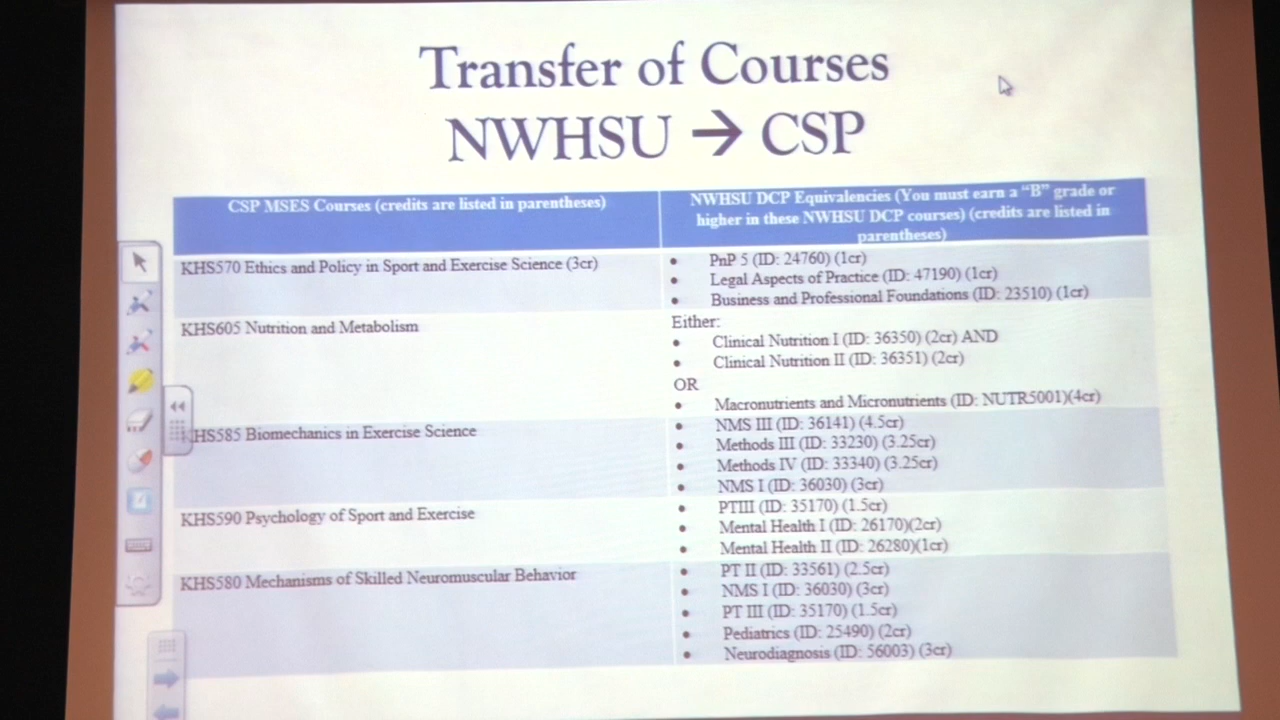 Transfer of Courses
NWHSU → CSP
CSP MSES Courses (credits are listed in parentheses)
NWHSU DCP Equivalencies (You must earn a “B” grade or
higher in these NWHSU DCP courses) (credits are listed in
parentheses)
KHS570 Ethics and Policy in Sport and Exercise Science (3cr)
• PnP 5 (ID: 24760) (1cr)
• Legal Aspects of Practice (ID: 47190) (1cr)
• Business and Professional Foundations (ID: 23510) (1cr)
KHS605 Nutrition and Metabolism
Either:
• Clinical Nutrition I (ID: 36350) (2cr) AND
• Clinical Nutrition II (ID: 36351) (2cr)
OR
• Macronutrients and Micronutrients (ID: NUTR5001)(4cr)
KHS585 Biomechanics in Exercise Science
• NMS III (ID: 36141) (4.5cr)
• Methods III (ID: 33230) (3.25cr)
• Methods IV (ID: 33340) (3.25cr)
• NMS I (ID: 36030) (3cr)
KHS590 Psychology of Sport and Exercise
• PTIII (ID: 35170) (1.5cr)
• Mental Health I (ID: 26170)(2cr)
• Mental Health II (ID: 26280)(1cr)
KHS580 Mechanisms of Skilled Neuromuscular Behavior
• PT II (ID: 33561) (2.5cr)
• NMS I (ID: 36030) (3cr)
• PT III (ID: 35170) (1.5cr)
• Pediatrics (ID: 25490) (2cr)
• Neurodiagnosis (ID: 56003) (3cr)